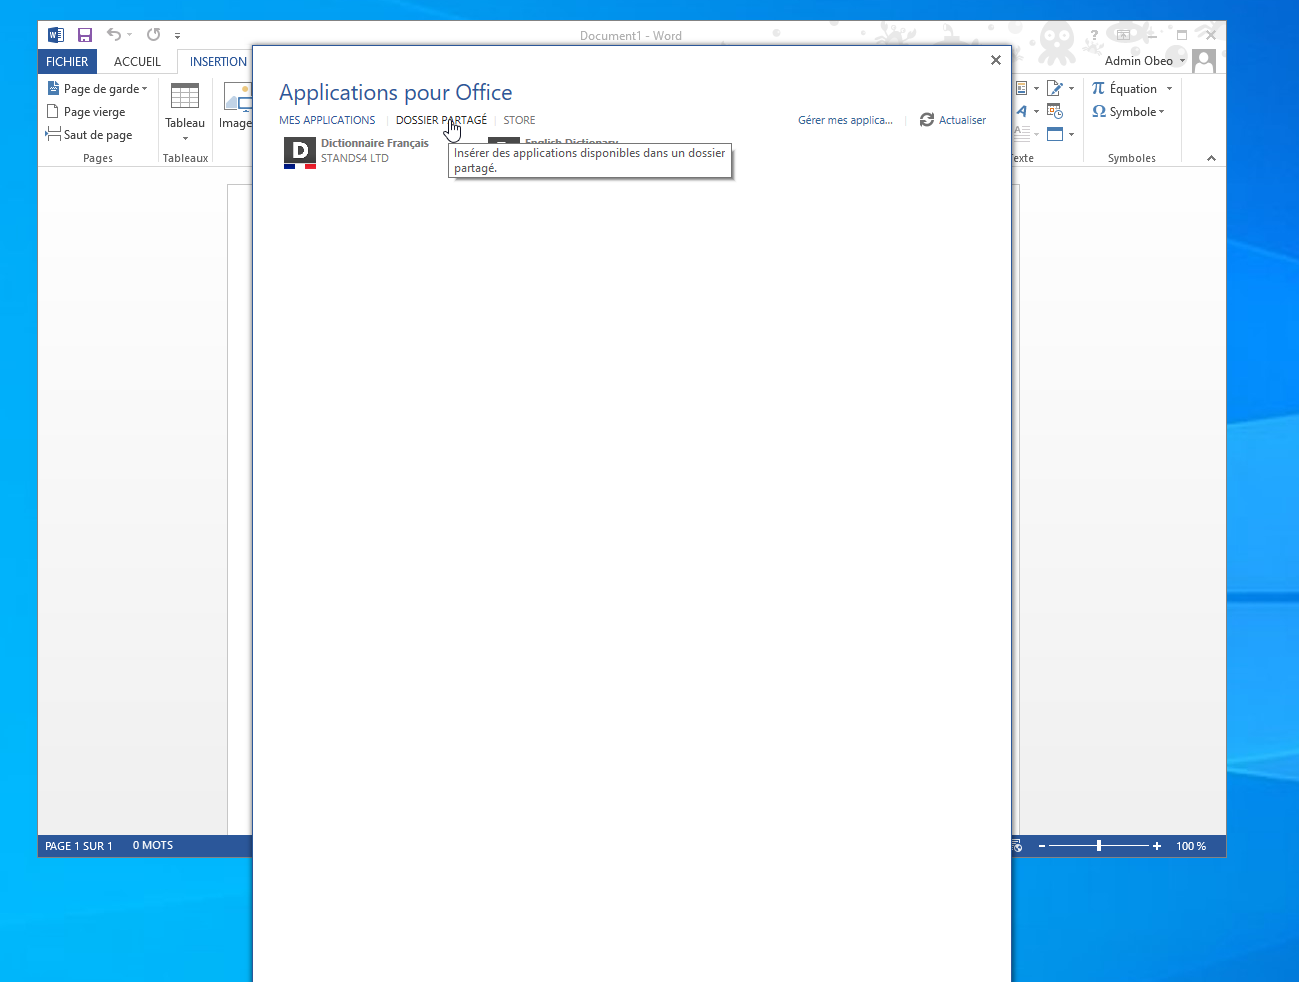 Document1 - Word
?
FICHIER ACCUEIL INSERTION
Admin Obeo
Page de garde
Page vierge
Saut de page
Pages
Tableau
Tableaux
Image
Applications pour Office
MES APPLICATIONS DOSSIER PARTAGÉ STORE
Gérer mes applica... Actualiser
D
Dictionnaire Français
STANDS4 LTD
English Dictionary
Insérer des applications disponibles dans un dossier
partagé.
A
A
π Équation
Ω Symbole
exte
Symboles
PAGE 1 SUR 1 0 MOTS
- + 100 %